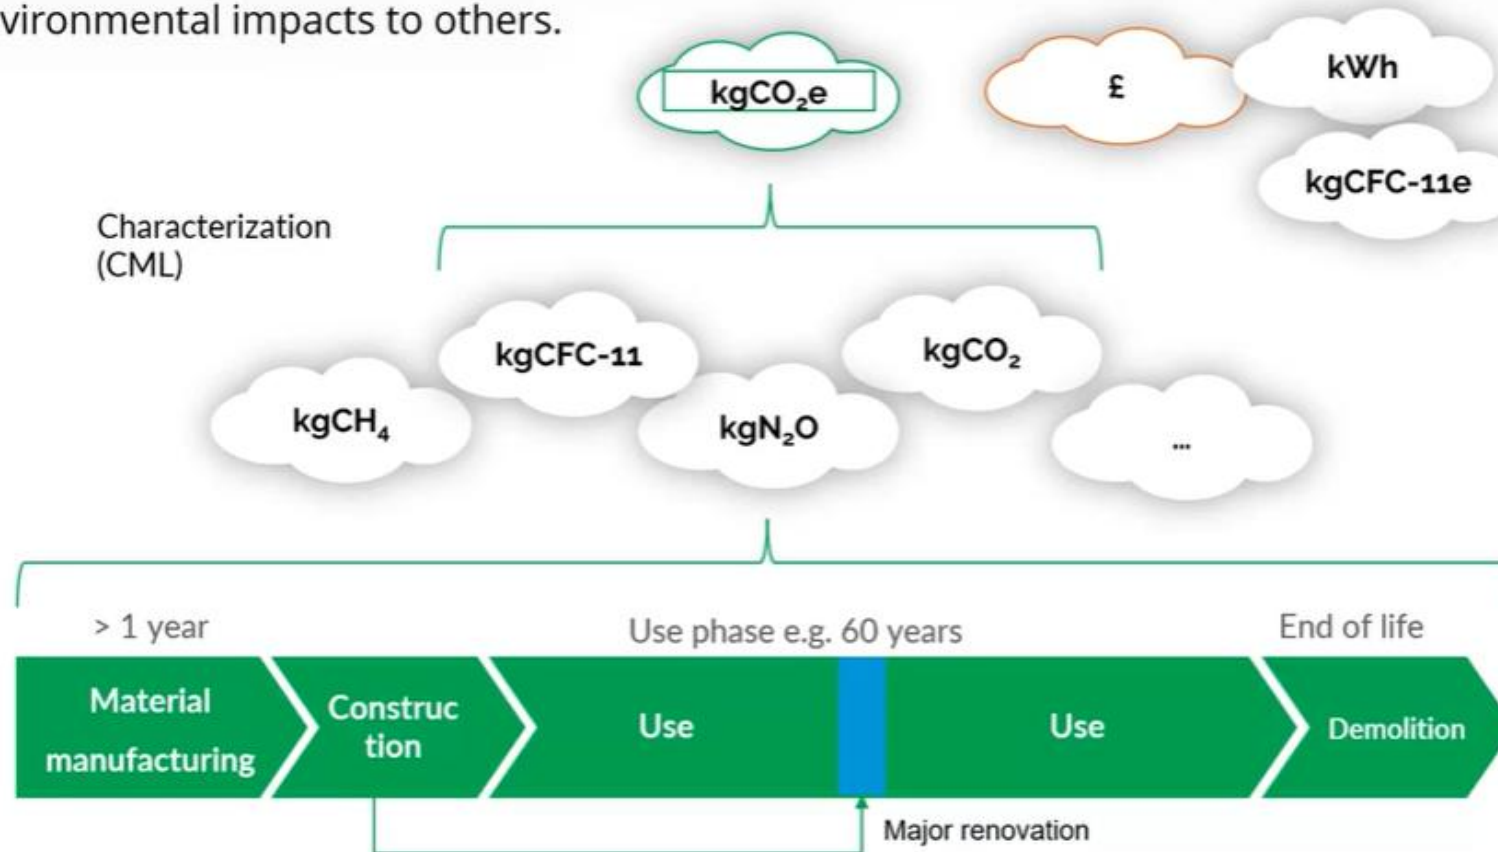 vironmental impacts to others.
kgCO₂e
£
kWh
kgCFC-11e
Characterization
(CML)
kgCFC-11
kgCO₂
kgCH₄
kgN₂O
...
> 1 year
Use phase e.g. 60 years
End of life
Material
manufacturing
Construc
tion
Use
Use
Demolition
Major renovation